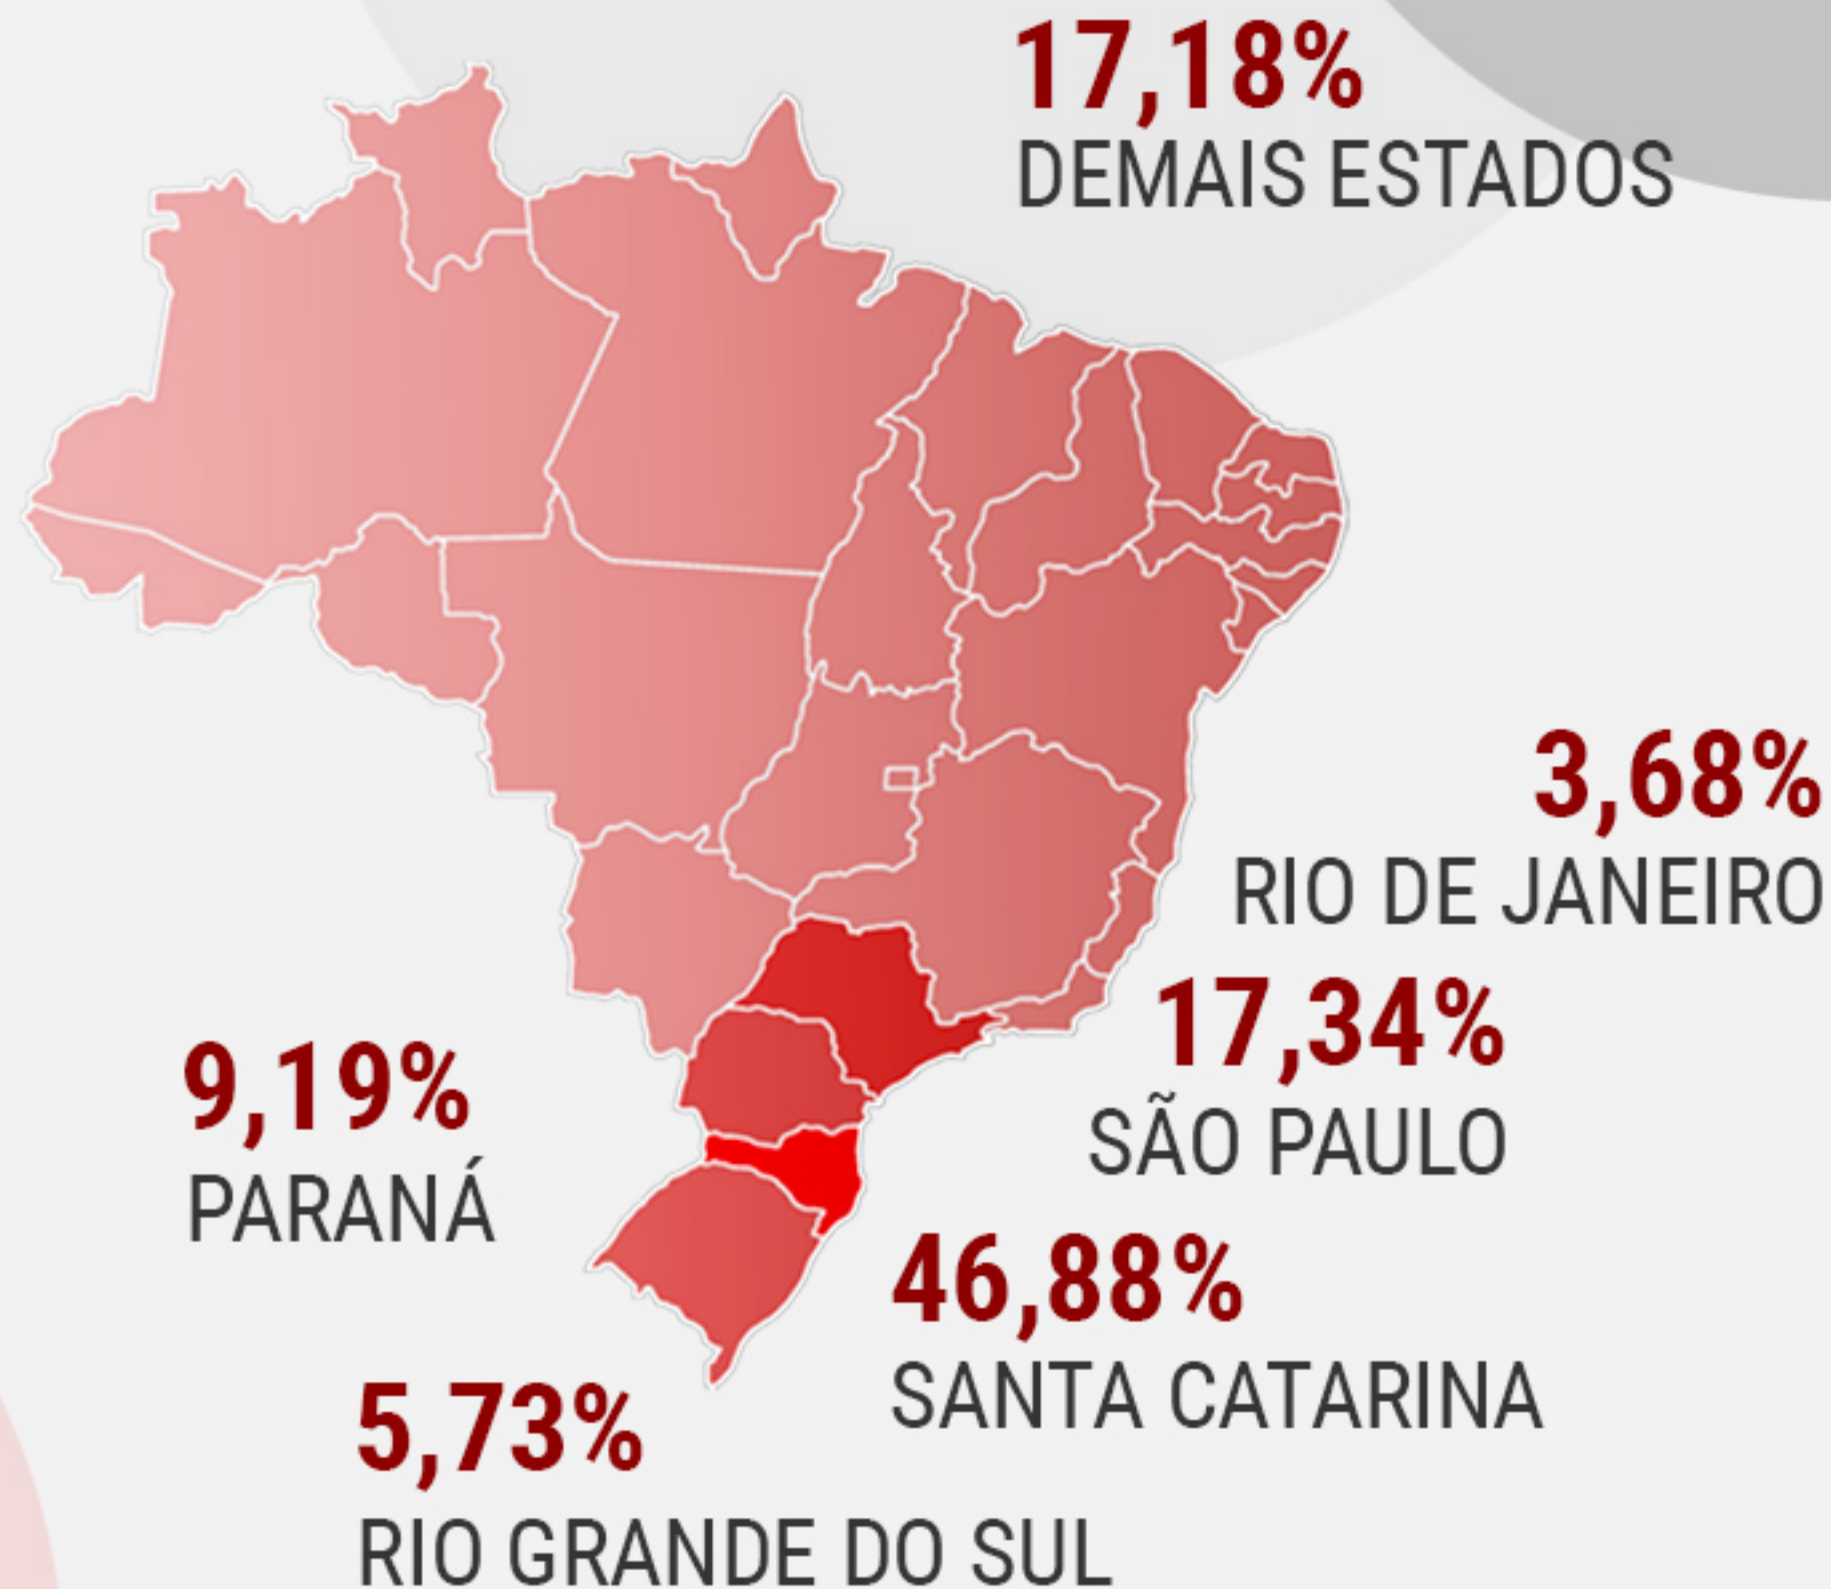 17,18%
DEMAIS ESTADOS
3,68%
RIO DE JANEIRO
17,34%
SÃO PAULO
9,19%
PARANÁ
46,88%
SANTA CATARINA
5,73%
RIO GRANDE DO SUL